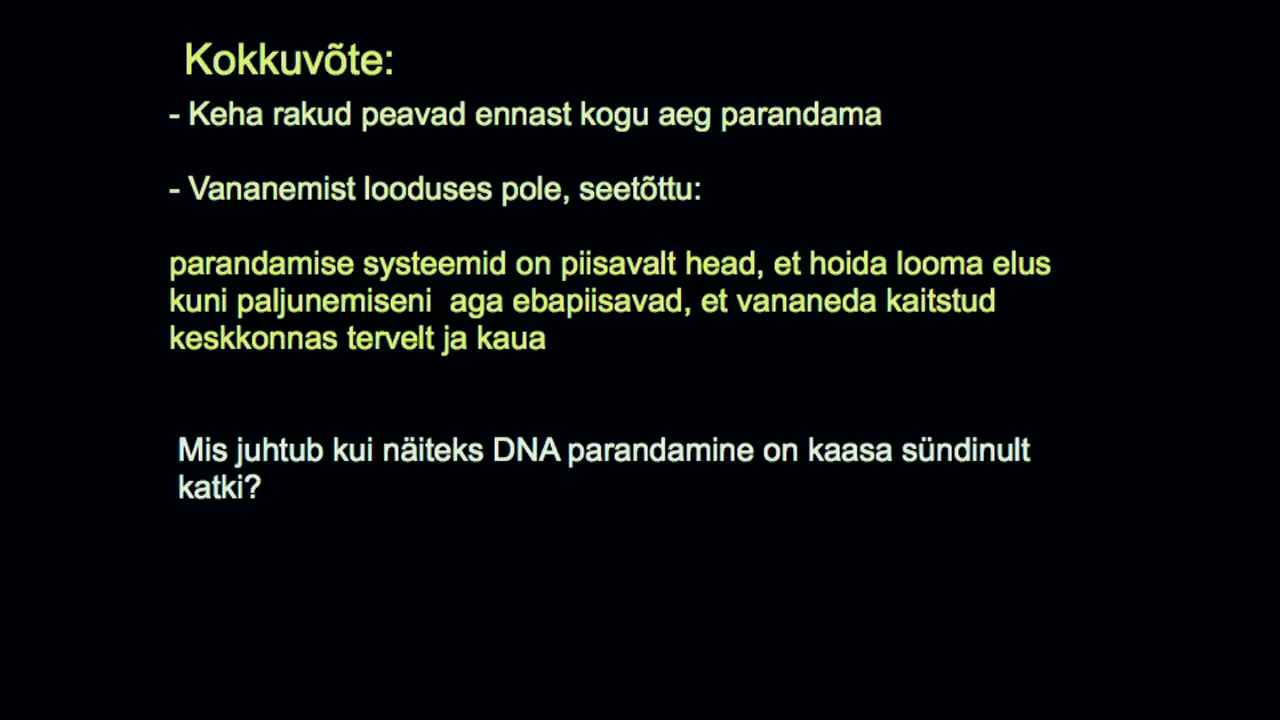 Kokkuvõte:
- Keha rakud peavad ennast kogu aeg parandama
- Vananemist looduses pole, seetõttu:
parandamise systeemid on piisavalt head, et hoida looma elus
kuni paljunemiseni  aga ebapiisavad, et vananeda kaitstud
keskkonnas tervelt ja kaua
Mis juhtub kui näiteks DNA parandamine on kaasa sündinult
katki?